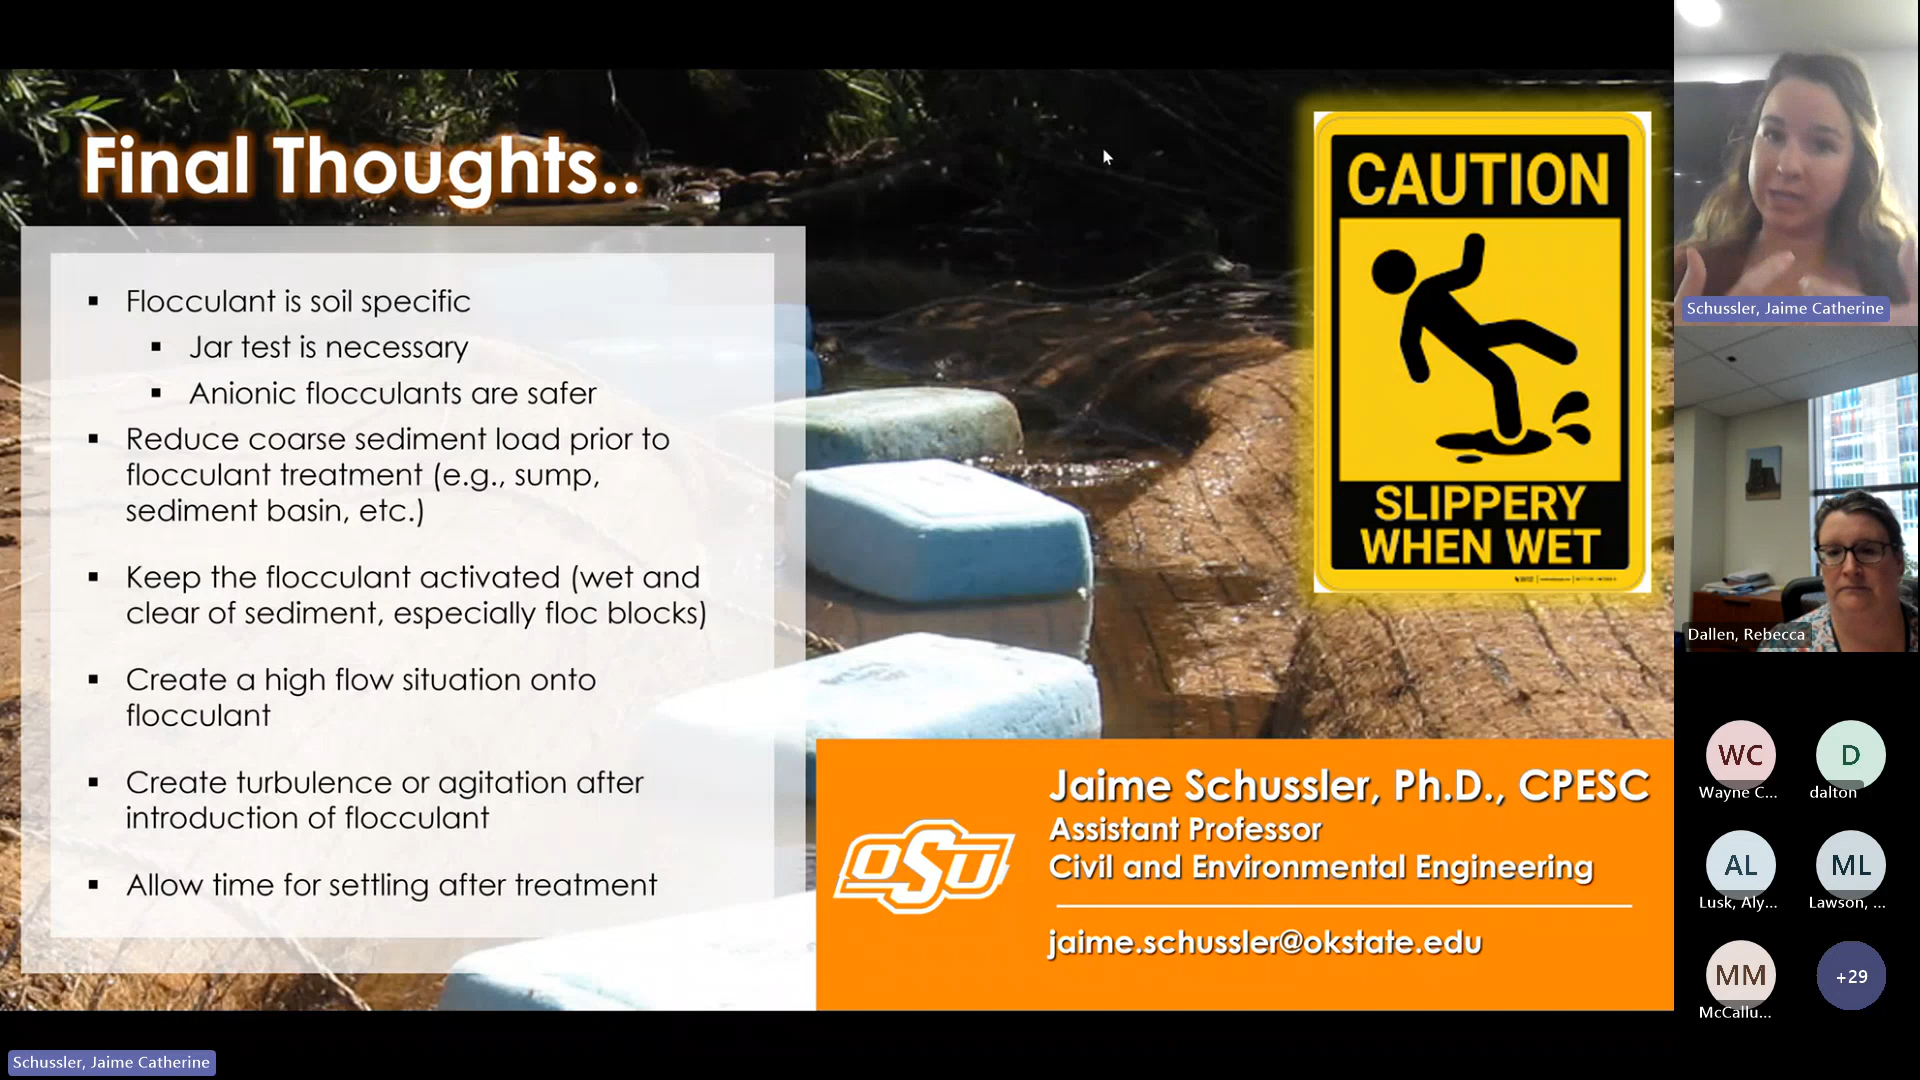 Final Thoughts..
▪ Flocculant is soil specific
▪ Jar test is necessary
▪ Anionic flocculants are safer
▪ Reduce coarse sediment load prior to
flocculant treatment (e.g., sump,
sediment basin, etc.)
▪ Keep the flocculant activated (wet and
clear of sediment, especially floc blocks)
▪ Create a high flow situation onto
flocculant
▪ Create turbulence or agitation after
introduction of flocculant
▪ Allow time for settling after treatment
CAUTION
SLIPPERY
WHEN WET
OSU
Jaime Schussler, Ph.D., CPESC
Assistant Professor
Civil and Environmental Engineering
jaime.schussler@okstate.edu
Schussler, Jaime Catherine
Dallen, Rebecca
WC
Wayne C...
D
dalton
AL
Lusk, Aly...
ML
Lawson, ...
MM
McCallu...
+29
Schussler, Jaime Catherine